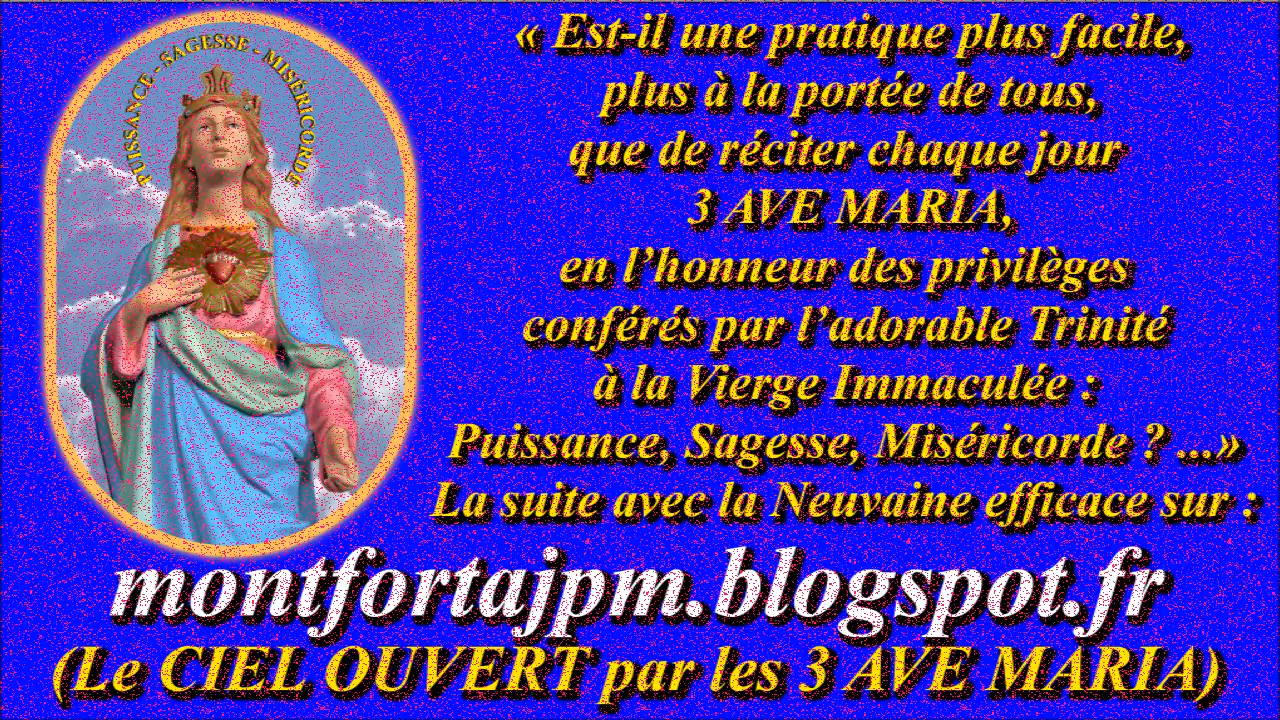 PUISSANCE - SAGESSE - MISÉRICORDE
« Est-il une pratique plus facile,
plus à la portée de tous,
que de réciter chaque jour
3 AVE MARIA,
en l’honneur des privilèges
conférés par l’adorable Trinité
à la Vierge Immaculée :
Puissance, Sagesse, Miséricorde ? ...»
La suite avec la Neuvaine efficace sur :
montfortajpm.blogspot.fr
(Le CIEL OUVERT par les 3 AVE MARIA)